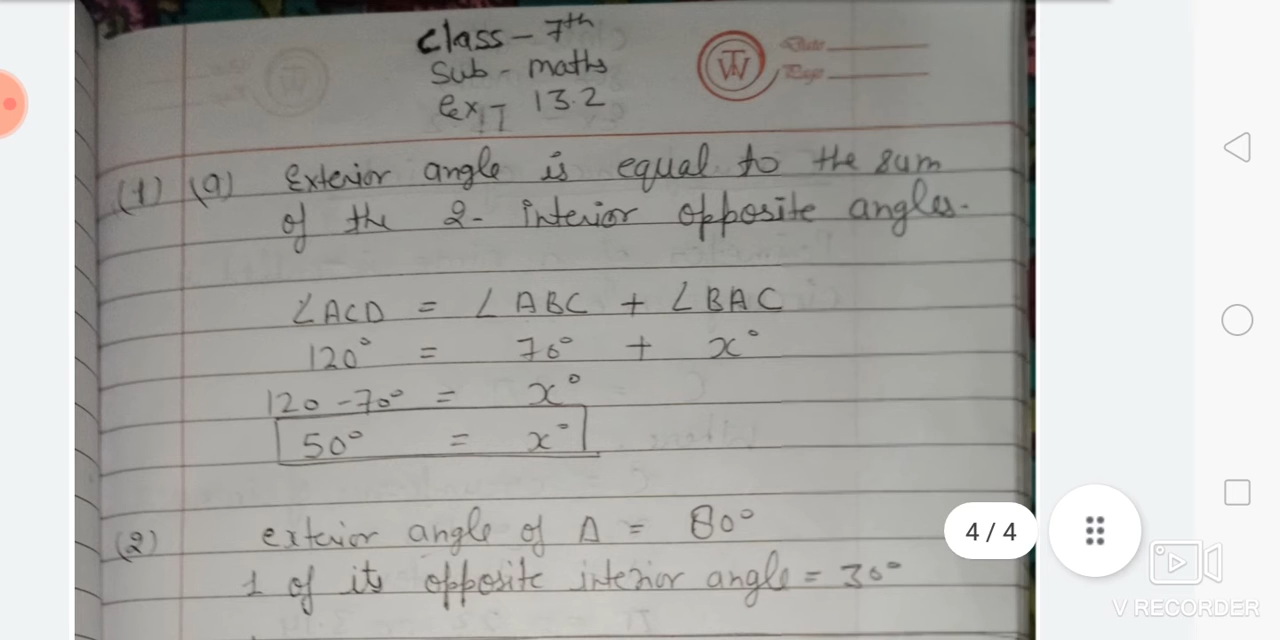 Class - 7th
Sub - maths
Ex 13.2
Date
Page
(1) (a) Exterior angle is equal to the sum
of the 2- interior opposite angles.
∠ACD = ∠ABC + ∠BAC
120° = 70° + x°
120 - 70° = x°
50° = x°
(2) exterior angle of Δ = 80°
1 of its opposite interior angle = 30°
4 / 4
V RECORDER